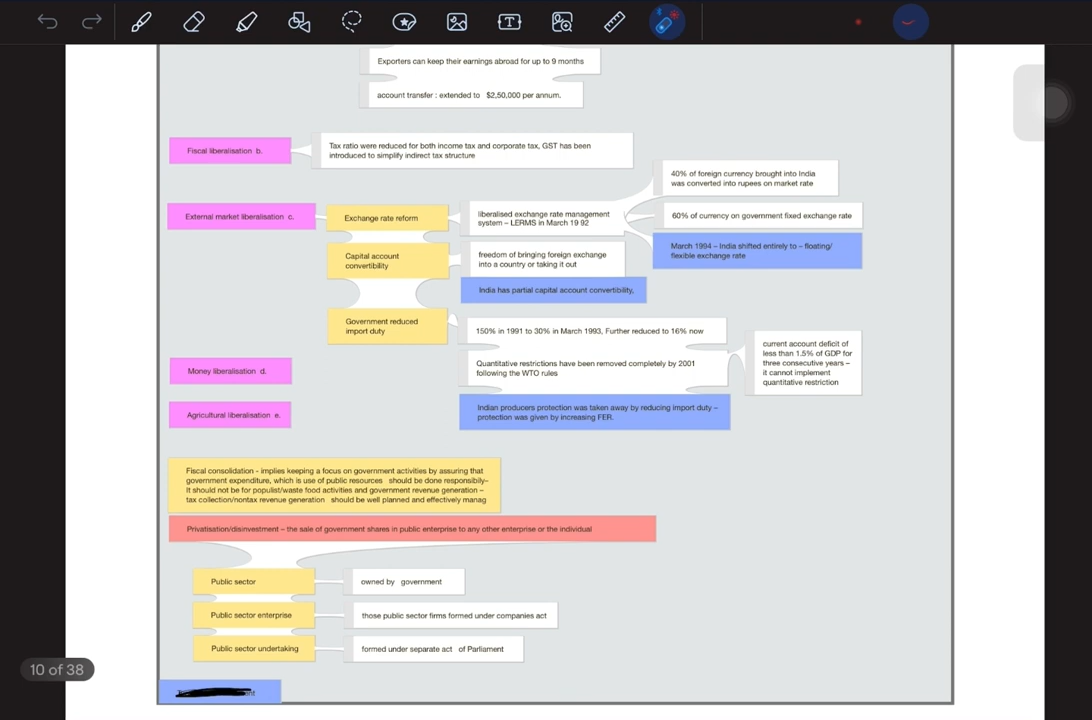 Exporters can keep their earnings abroad for up to 9 months
account transfer : extended to $2,50,000 per annum.
Fiscal liberalisation b.
Tax ratio were reduced for both income tax and corporate tax, GST has been
introduced to simplify indirect tax structure
External market liberalisation c.
Exchange rate reform
liberalised exchange rate management
system – LERMS in March 19 92
40% of foreign currency brought into India
was converted into rupees on market rate
60% of currency on government fixed exchange rate
March 1994 – India shifted entirely to – floating/
flexible exchange rate
Capital account
convertibility
freedom of bringing foreign exchange
into a country or taking it out
India has partial capital account convertibility,
Government reduced
import duty
150% in 1991 to 30% in March 1993, Further reduced to 16% now
Quantitative restrictions have been removed completely by 2001
following the WTO rules
current account deficit of
less than 1.5% of GDP for
three consecutive years –
it cannot implement
quantitative restriction
Indian producers protection was taken away by reducing import duty –
protection was given by increasing FER.
Money liberalisation d.
Agricultural liberalisation e.
Fiscal consolidation - implies keeping a focus on government activities by assuring that
government expenditure, which is use of public resources should be done responsibily–
It should not be for populist/waste food activities and government revenue generation –
tax collection/nontax revenue generation should be well planned and effectively manag
Privatisation/disinvestment – the sale of government shares in public enterprise to any other enterprise or the individual
Public sector
owned by government
Public sector enterprise
those public sector firms formed under companies act
Public sector undertaking
formed under separate act of Parliament
10 of 38